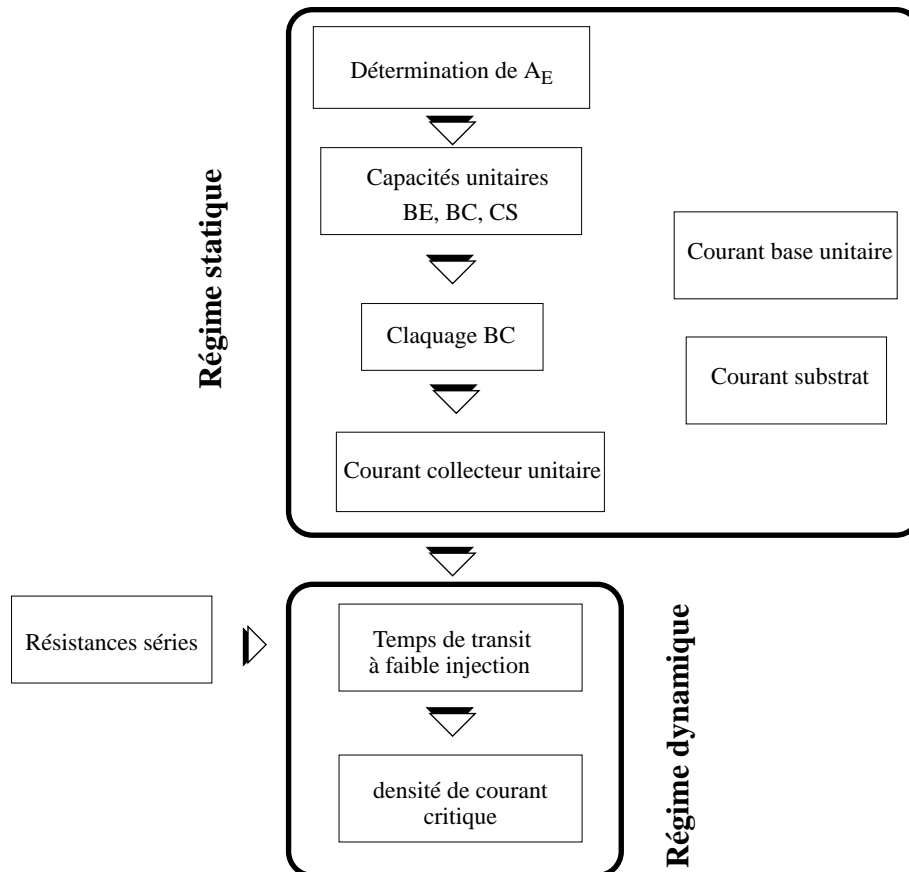 Détermination de AE
Capacités unitaires
BE, BC, CS
Claquage BC
Courant collecteur unitaire
Courant base unitaire
Courant substrat
Régime statique
Résistances séries
Temps de transit
à faible injection
densité de courant
critique
Régime dynamique